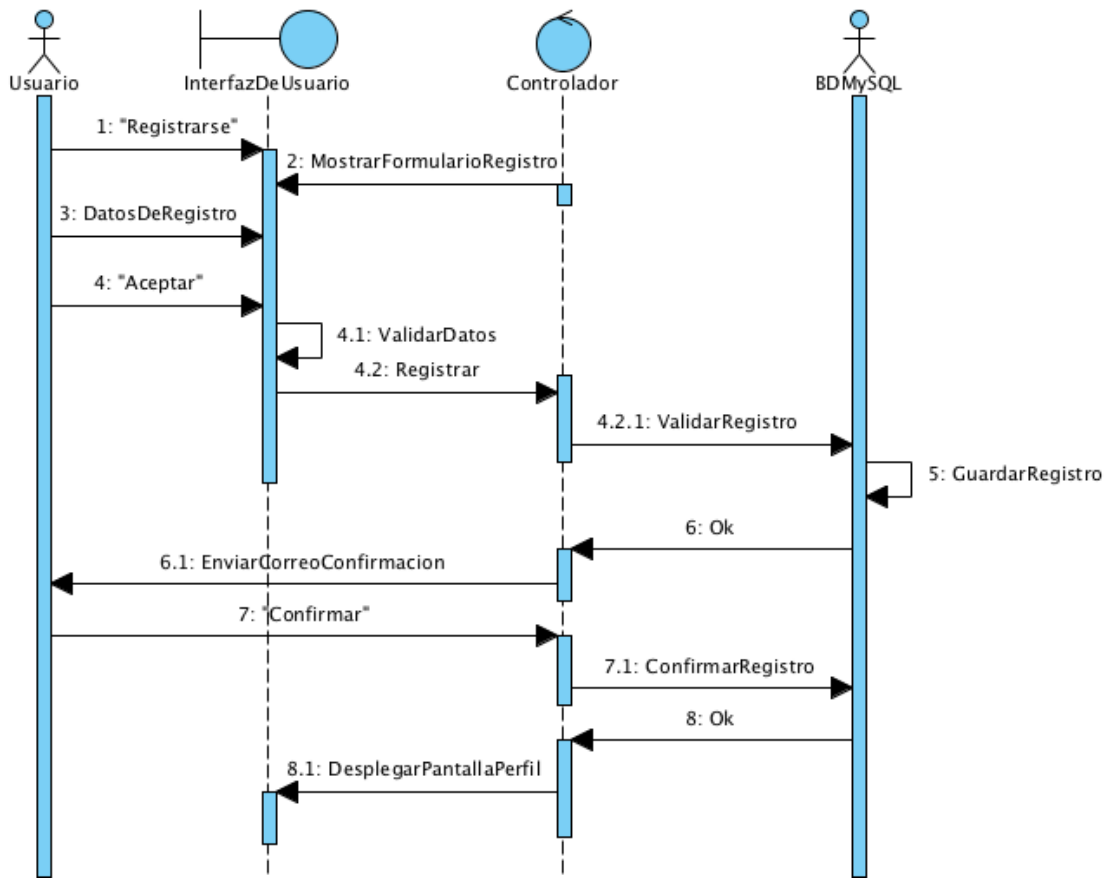 Usuario
InterfazDeUsuario
Controlador
BDMySQL
1: "Registrarse"
2: MostrarFormularioRegistro
3: DatosDeRegistro
4: "Aceptar"
4.1: ValidarDatos
4.2: Registrar
4.2.1: ValidarRegistro
5: GuardarRegistro
6: Ok
6.1: EnviarCorreoConfirmacion
7: "Confirmar"
7.1: ConfirmarRegistro
8: Ok
8.1: DesplegarPantallaPerfil